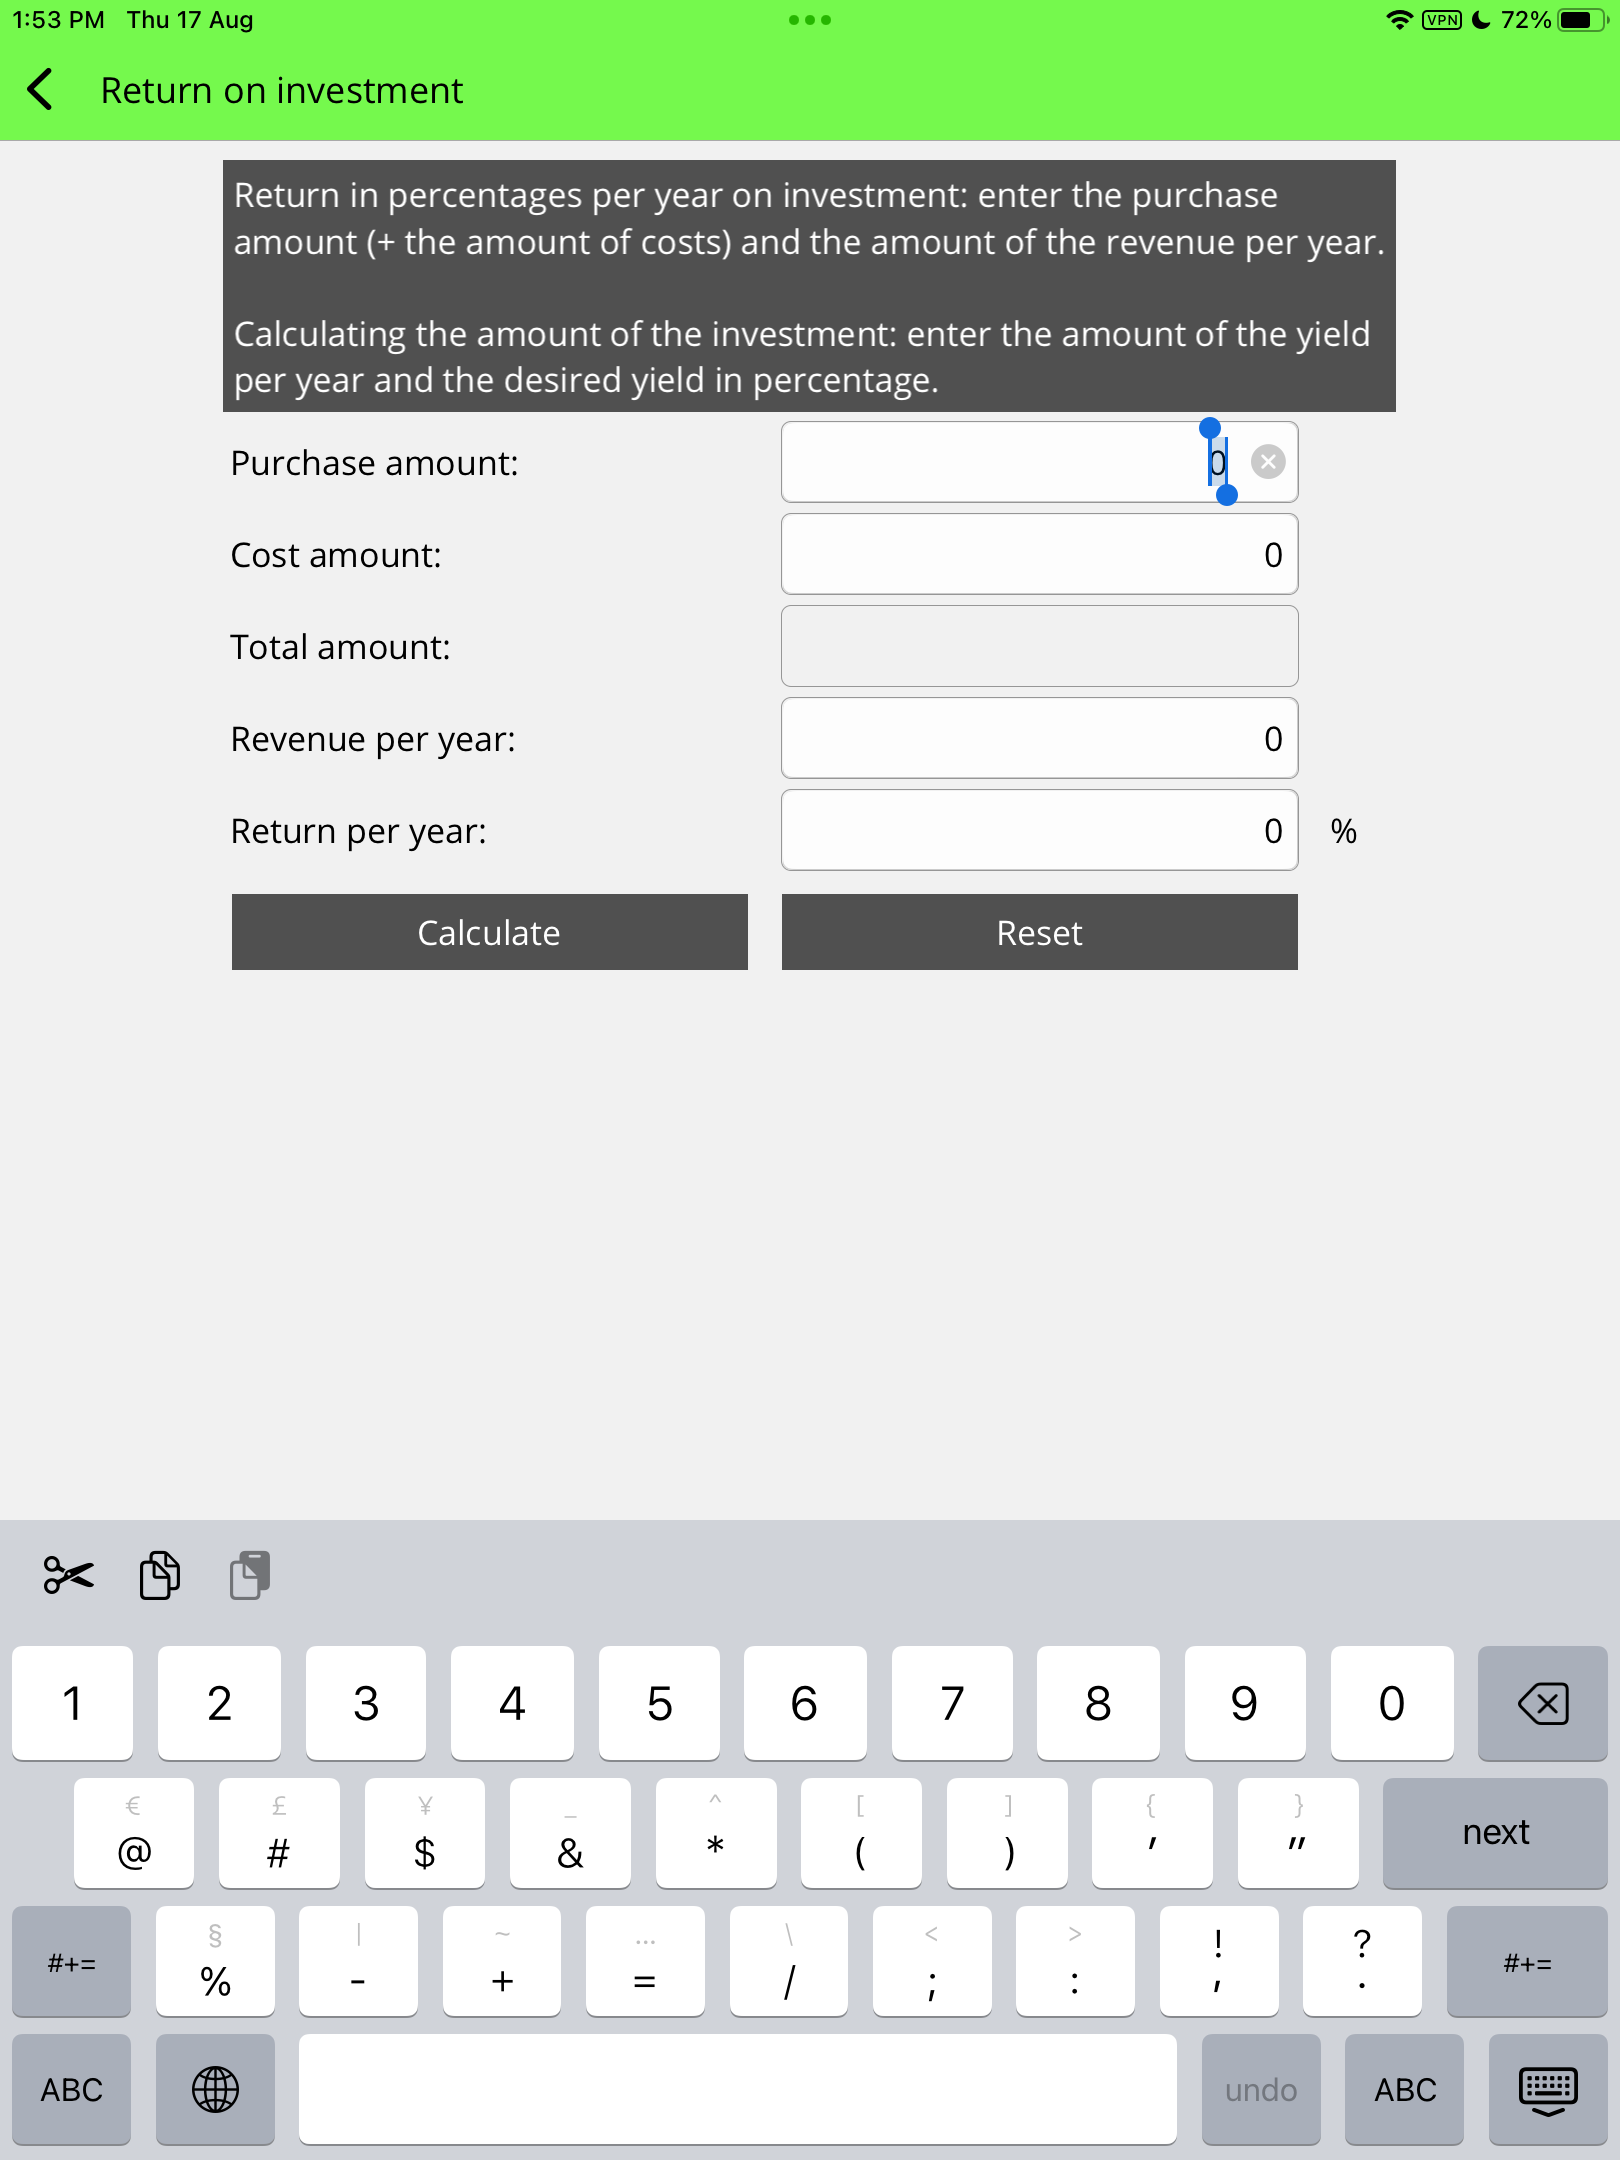 1:53 PM Thu 17 Aug
VPN 72%
Return on investment
Return in percentages per year on investment: enter the purchase
amount (+ the amount of costs) and the amount of the revenue per year.
Calculating the amount of the investment: enter the amount of the yield
per year and the desired yield in percentage.
Purchase amount: 0
Cost amount: 0
Total amount:
Revenue per year: 0
Return per year: 0 %
Calculate Reset
1 2 3 4 5 6 7 8 9 0
€ £ ¥ _ ^ [ ] { }
@ # $ & * ( ) ' " next
§ | ~ … \ < > ! ?
#+= % - + = / ; : , . #+=
ABC undo ABC